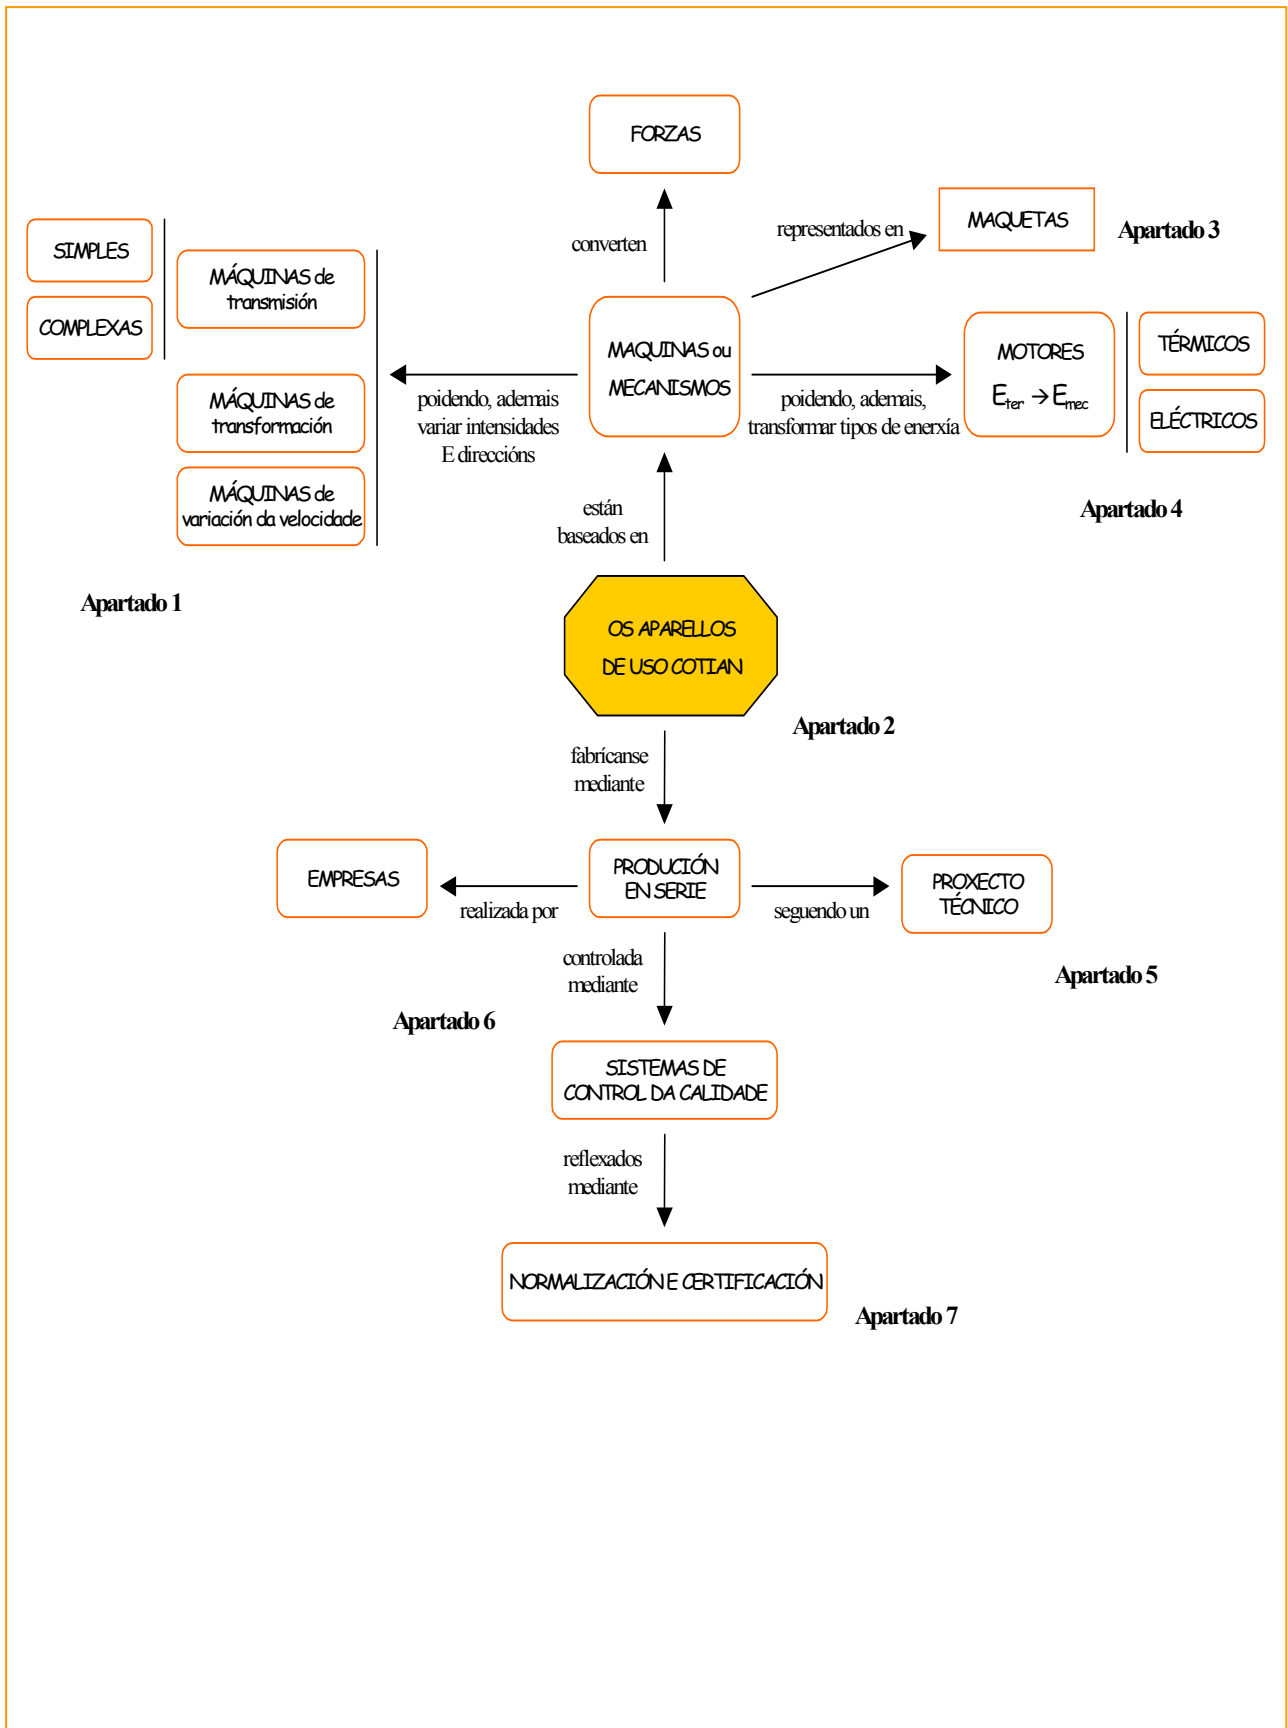 FORZAS
converten
representados en
MAQUETAS
Apartado 3
SIMPLES
COMPLEXAS
MÁQUINAS de
transmisión
MÁQUINAS de
transformación
MÁQUINAS de
variación da velocidade
Apartado 1
poidendo, ademais
variar intensidades
E direccións
MAQUINAS ou
MECANISMOS
poidendo, ademais,
transformar tipos de enerxía
MOTORES
Eter → Emec
TÉRMICOS
ELÉCTRICOS
Apartado 4
están
baseados en
OS APARELLOS
DE USO COTIAN
Apartado 2
fabrícanse
mediante
EMPRESAS
realizada por
PRODUCIÓN
EN SERIE
seguendo un
PROXECTO
TÉCNICO
Apartado 5
controlada
mediante
Apartado 6
SISTEMAS DE
CONTROL DA CALIDADE
reflexados
mediante
NORMALIZACIÓN E CERTIFICACIÓN
Apartado 7